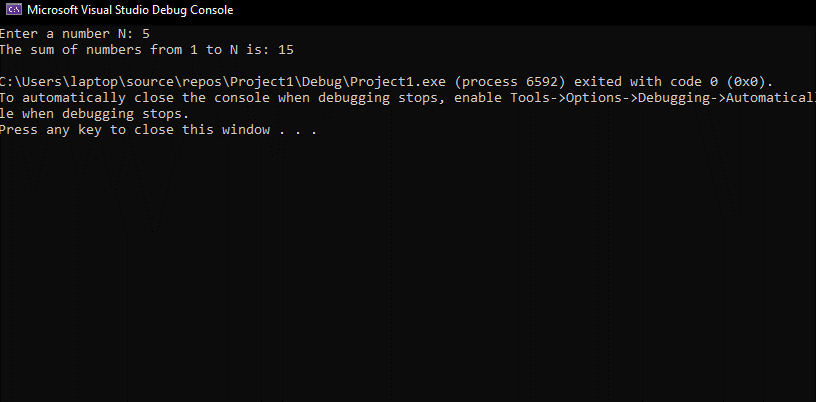 C:\
Microsoft Visual Studio Debug Console
Enter a number N: 5
The sum of numbers from 1 to N is: 15
C:\Users\laptop\source\repos\Project1\Debug\Project1.exe (process 6592) exited with code 0 (0x0).
To automatically close the console when debugging stops, enable Tools->Options->Debugging->Automatical
le when debugging stops.
Press any key to close this window . . .